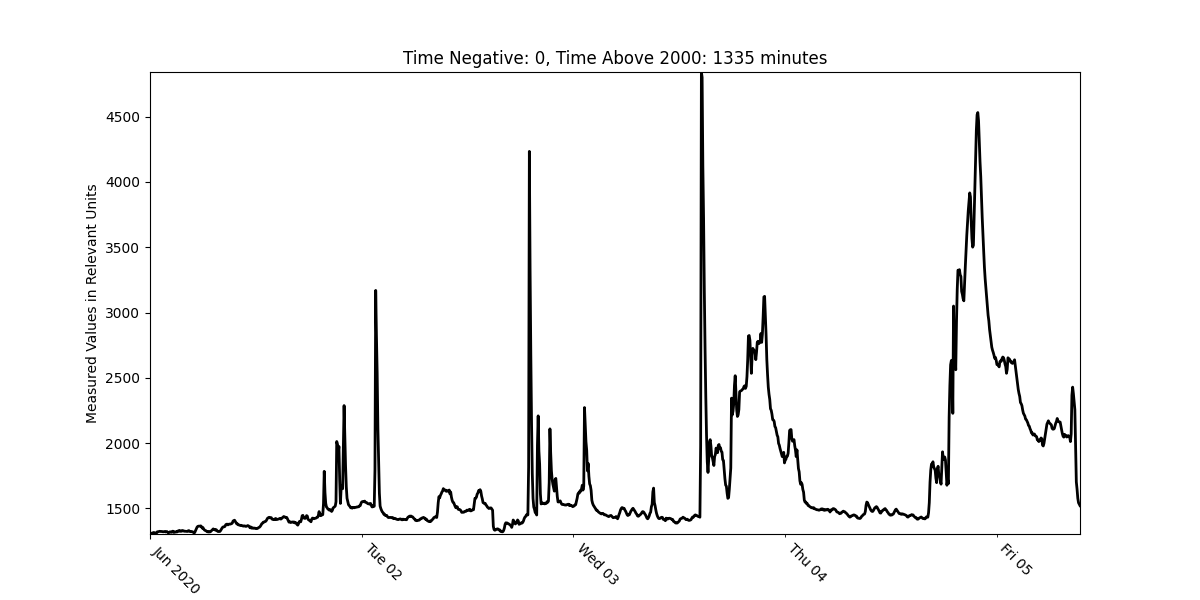 Time Negative: 0, Time Above 2000: 1335 minutes
Measured Values in Relevant Units
4500
4000
3500
3000
2500
2000
1500
Jun 2020
Tue 02
Wed 03
Thu 04
Fri 05